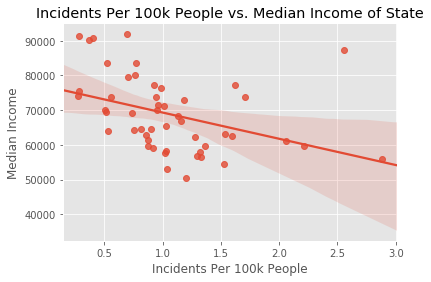 Incidents Per 100k People vs. Median Income of State
90000
80000
70000
60000
50000
40000
Median Income
0.5 1.0 1.5 2.0 2.5 3.0
Incidents Per 100k People